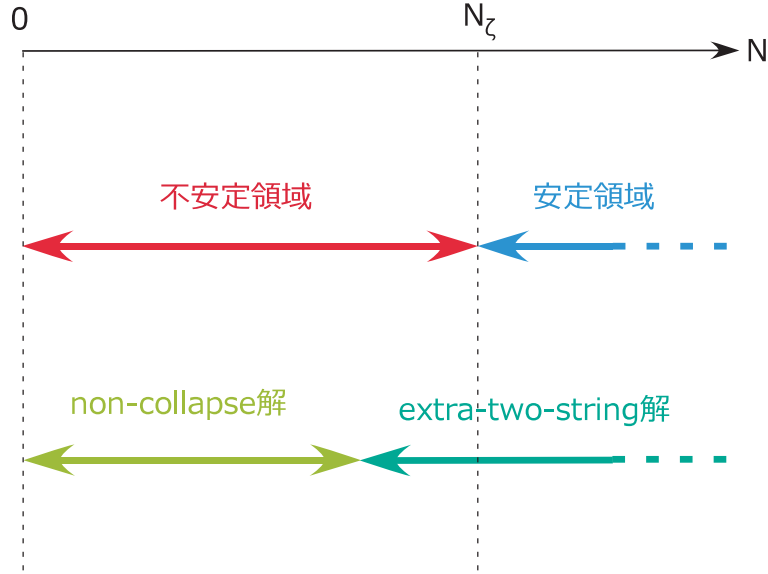 0
N_ζ
N
不安定領域
安定領域
non-collapse解
extra-two-string解